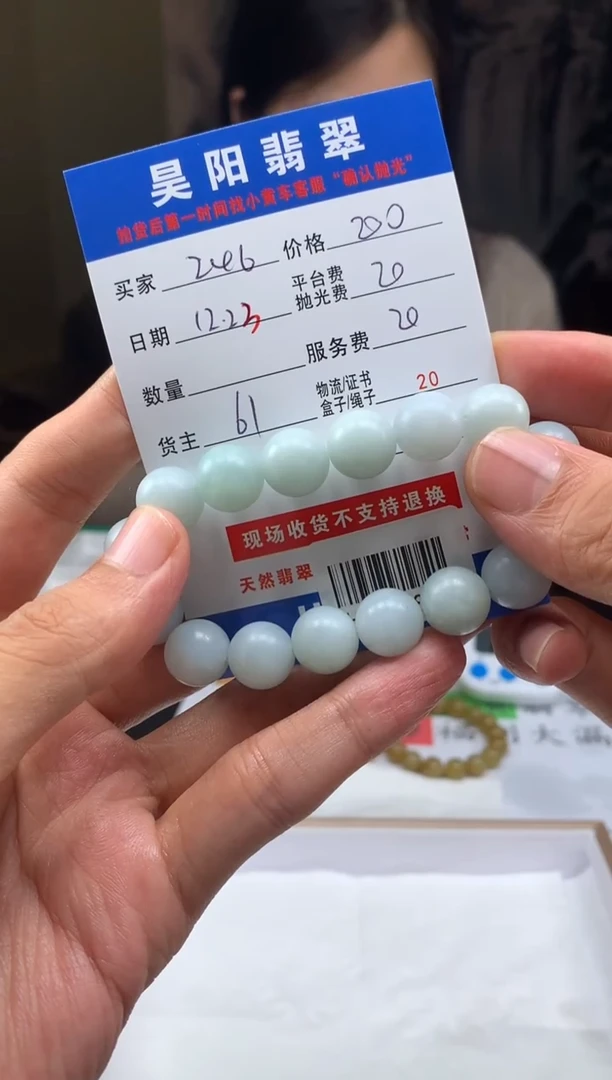 昊阳翡翠
拍货后第一时间找小黄车客服“确认抛光”
买家 246 价格 200
日期 12.23 平台费 抛光费 20
数量 服务费 20
货主 61 物流/证书 盒子/绳子 20
现场收货不支持退换
天然翡翠